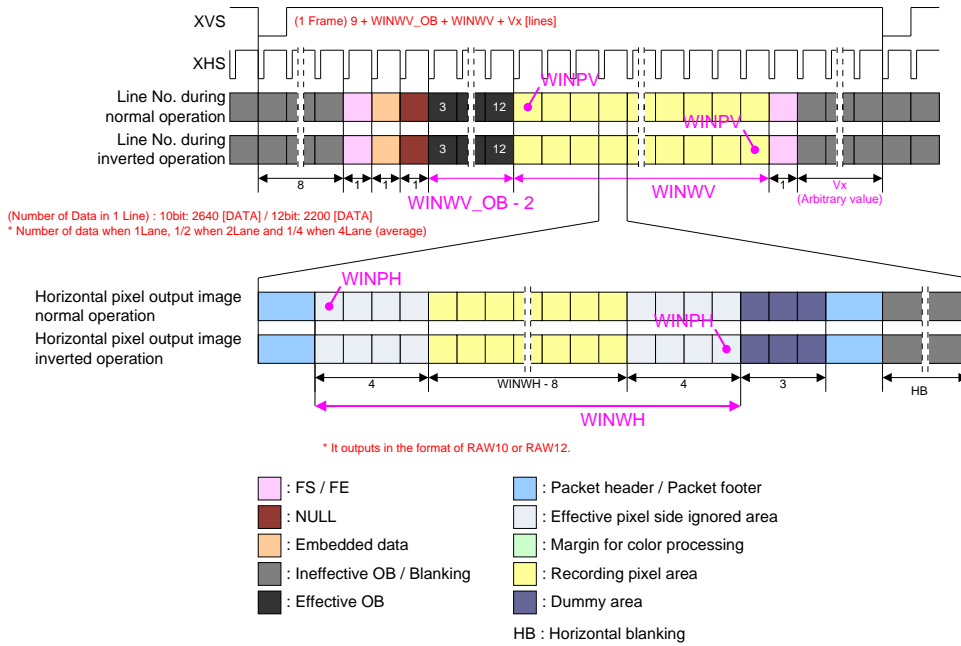 XVS
(1 Frame) 9 + WINWV_OB + WINWV + Vx [lines]
XHS
WINPV
Line No. during
normal operation
3
12
WINPV
Line No. during
inverted operation
3
12
8
1
1
1
WINWV_OB - 2
WINWV
1
Vx
(Arbitrary value)
(Number of Data in 1 Line) : 10bit: 2640 [DATA] / 12bit: 2200 [DATA]
* Number of data when 1Lane, 1/2 when 2Lane and 1/4 when 4Lane (average)
WINPH
Horizontal pixel output image
normal operation
WINPH
Horizontal pixel output image
inverted operation
4
WINWH - 8
4
3
HB
WINWH
* It outputs in the format of RAW10 or RAW12.
: FS / FE
: NULL
: Embedded data
: Ineffective OB / Blanking
: Effective OB
: Packet header / Packet footer
: Effective pixel side ignored area
: Margin for color processing
: Recording pixel area
: Dummy area
HB : Horizontal blanking